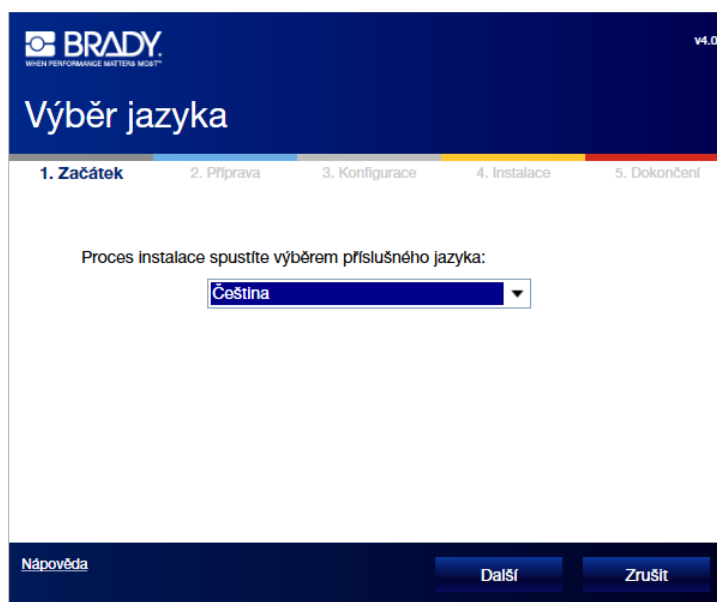 BRADY.
WHEN PERFORMANCE MATTERS MOST™
v4.0
Výběr jazyka
1. Začátek
2. Příprava
3. Konfigurace
4. Instalace
5. Dokončení
Proces instalace spustíte výběrem příslušného jazyka:
Čeština
Nápověda
Další
Zrušit